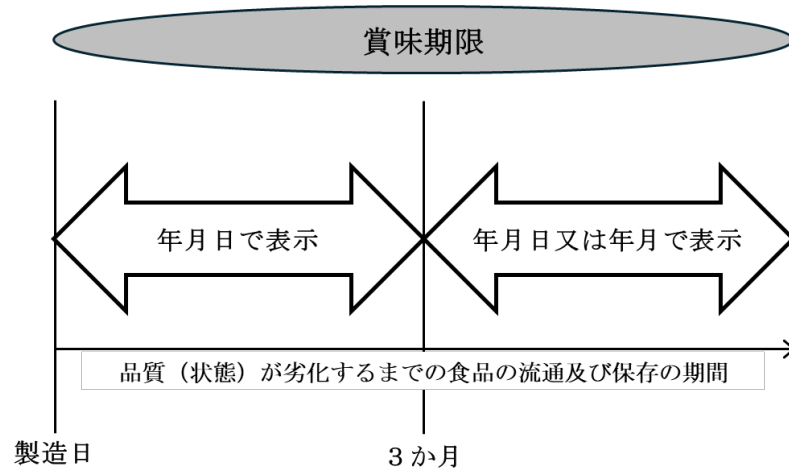 賞味期限
年月日で表示
年月日又は年月で表示
品質（状態）が劣化するまでの食品の流通及び保存の期間
製造日
３か月